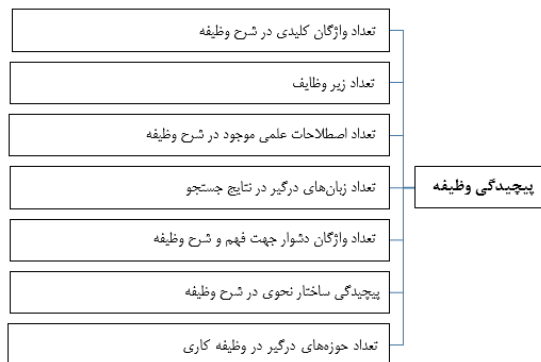 تعداد واژگان کلیدی در شرح وظیفه
تعداد زیر وظایف
تعداد اصطلاحات علمی موجود در شرح وظیفه
پیچیدگی وظیفه
تعداد زبان‌های درگیر در نتایج جستجو
تعداد واژگان دشوار جهت فهم و شرح وظیفه
پیچیدگی ساختار نحوی در شرح وظیفه
تعداد حوزه‌های درگیر در وظیفه کاری